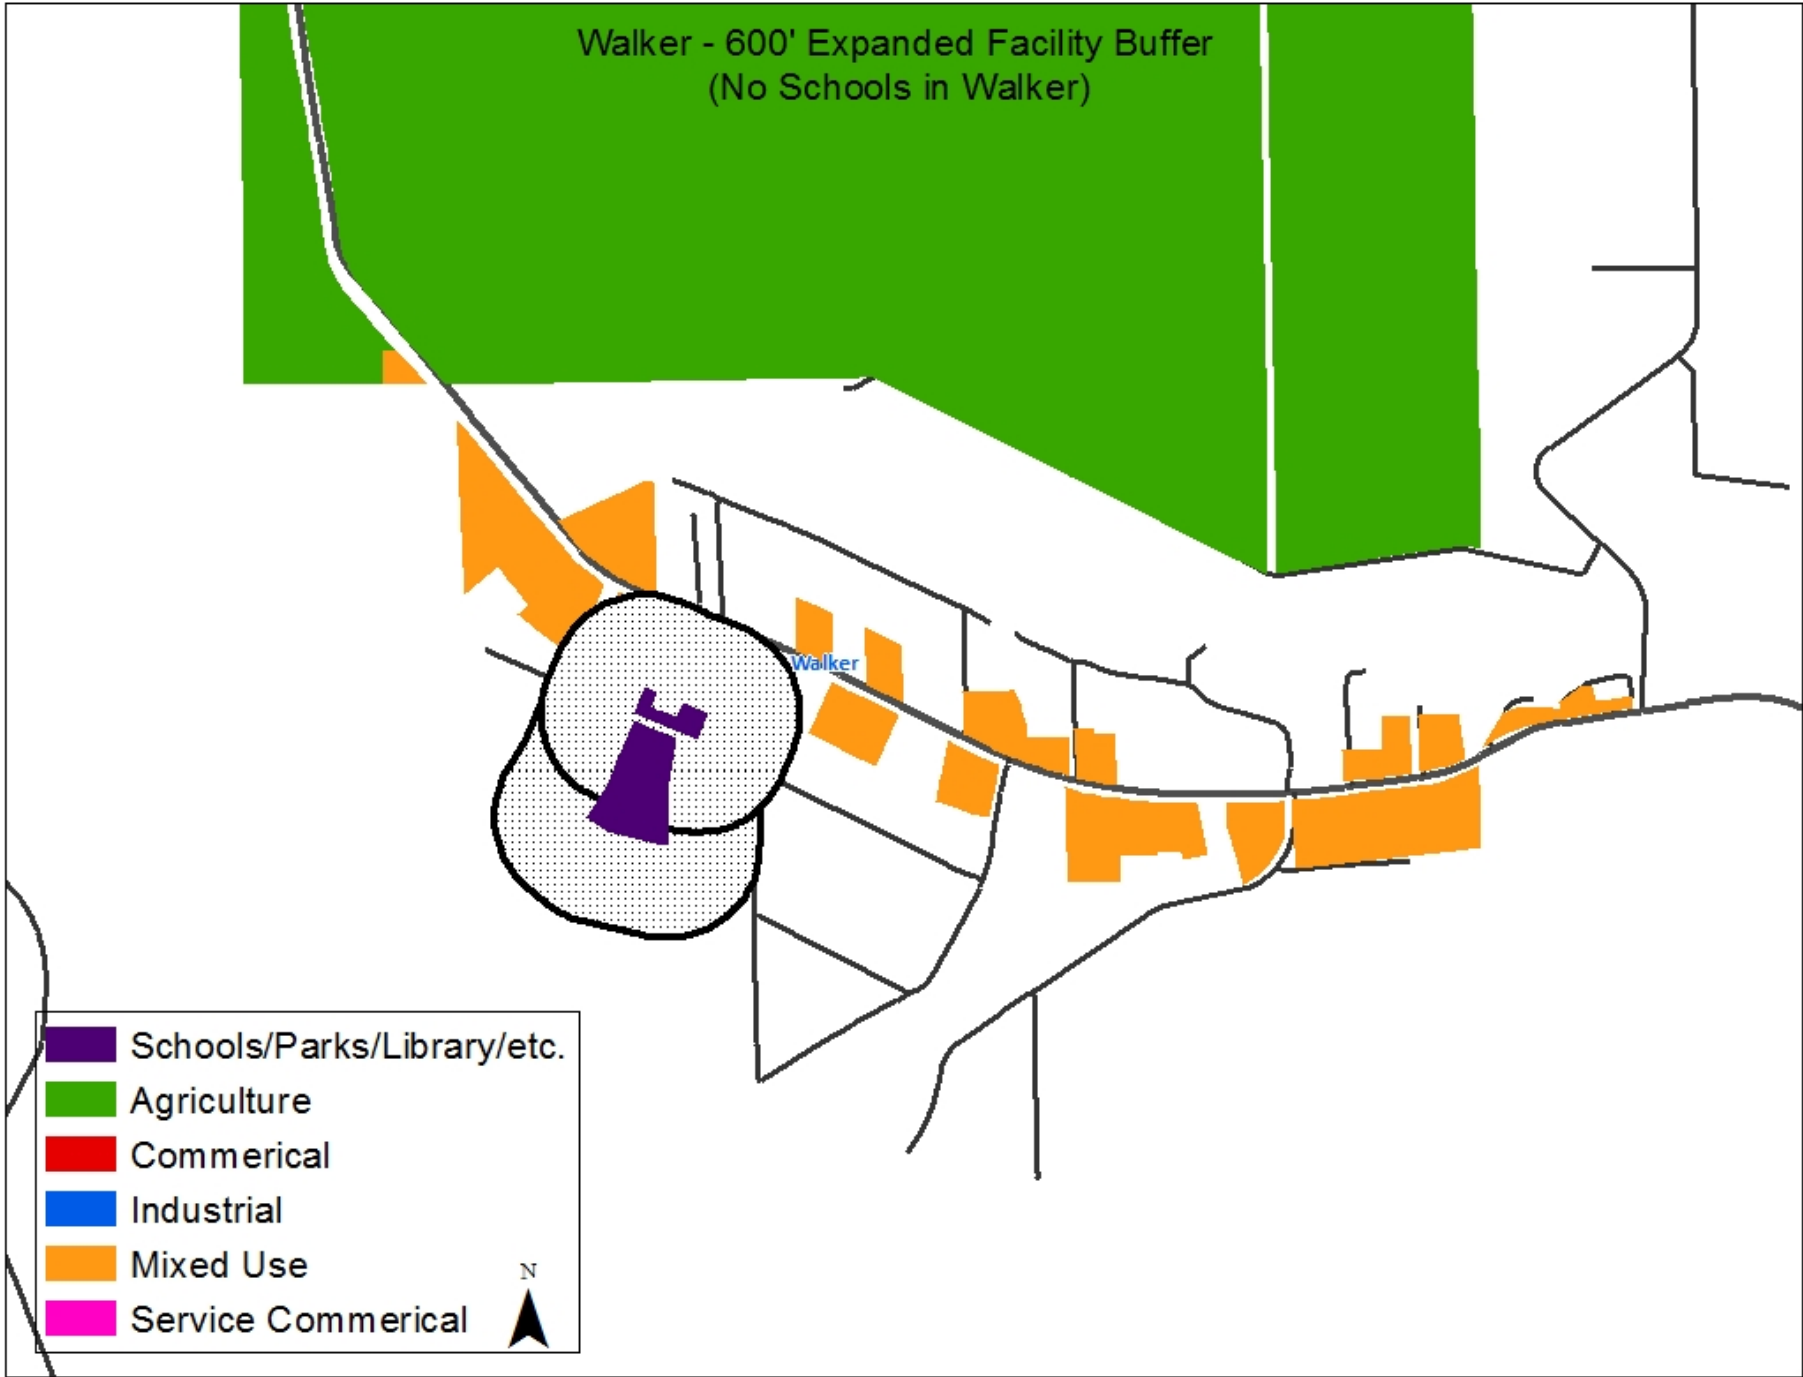 Walker - 600' Expanded Facility Buffer
(No Schools in Walker)
Walker
Schools/Parks/Library/etc.
Agriculture
Commerical
Industrial
Mixed Use
Service Commerical
N